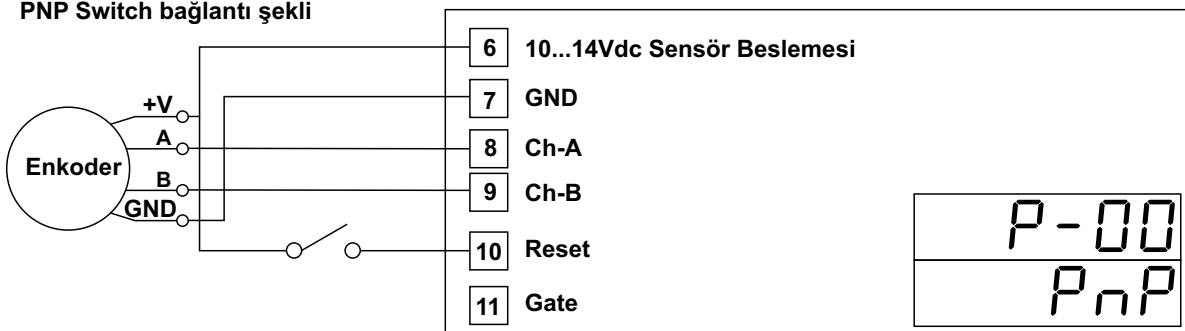 PNP Switch bağlantı şekli
6 10...14Vdc Sensör Beslemesi
+V
7 GND
A
8 Ch-A
Enkoder
B
9 Ch-B
GND
P-00
10 Reset
PnP
11 Gate